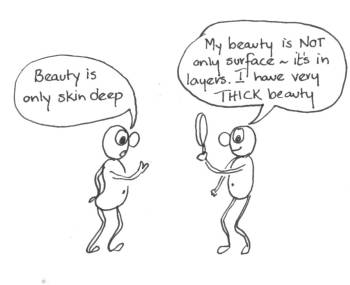 Beauty is
only skin deep
My beauty is NOT
only surface ~ it's in
layers. I have very
THICK beauty